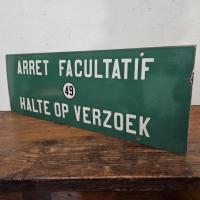 ARRET FACULTATIF
49
HALTE OP VERZOEK